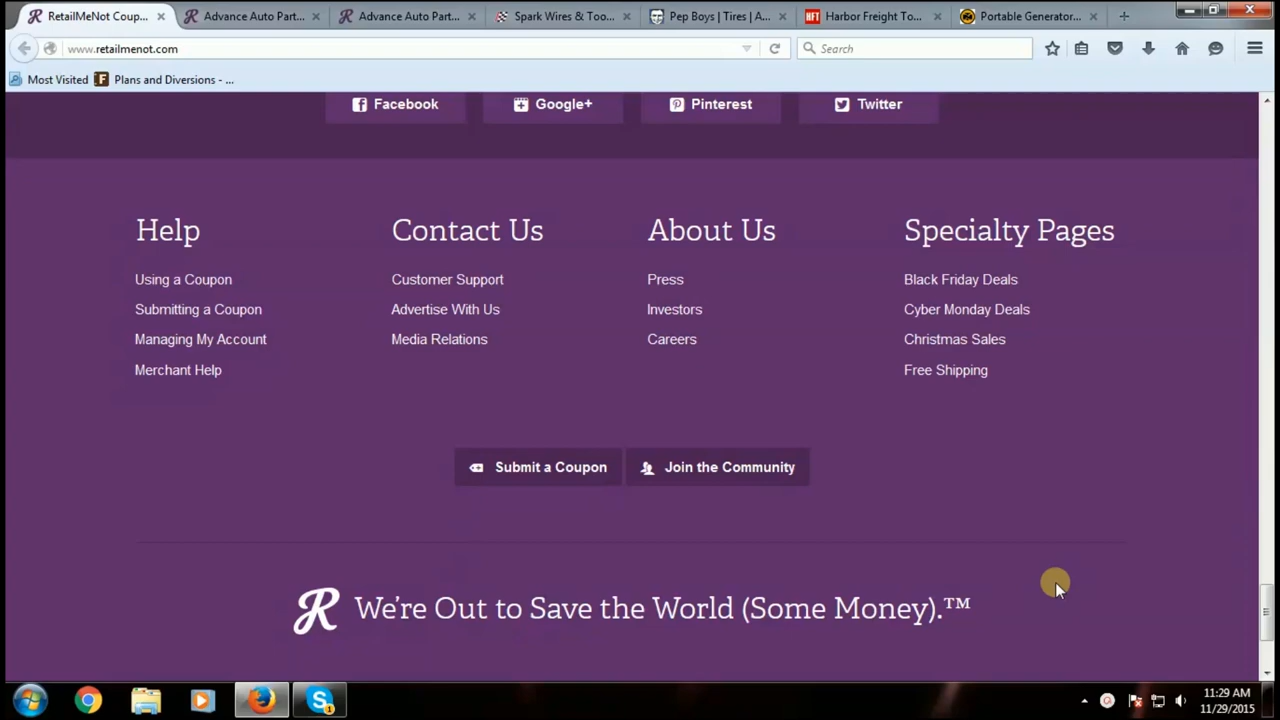 RetailMeNot Coup...
Advance Auto Part...
Advance Auto Part...
Spark Wires & Too...
Pep Boys | Tires | A...
HFT
Harbor Freight To...
Portable Generator...
www.retailmenot.com
Search
Most Visited
F
Plans and Diversions - ...
Facebook
Google+
Pinterest
Twitter
Help
Contact Us
About Us
Specialty Pages
Using a Coupon
Customer Support
Press
Black Friday Deals
Submitting a Coupon
Advertise With Us
Investors
Cyber Monday Deals
Managing My Account
Media Relations
Careers
Christmas Sales
Merchant Help
Free Shipping
Submit a Coupon
Join the Community
R We're Out to Save the World (Some Money).™
S
1
11:29 AM
11/29/2015